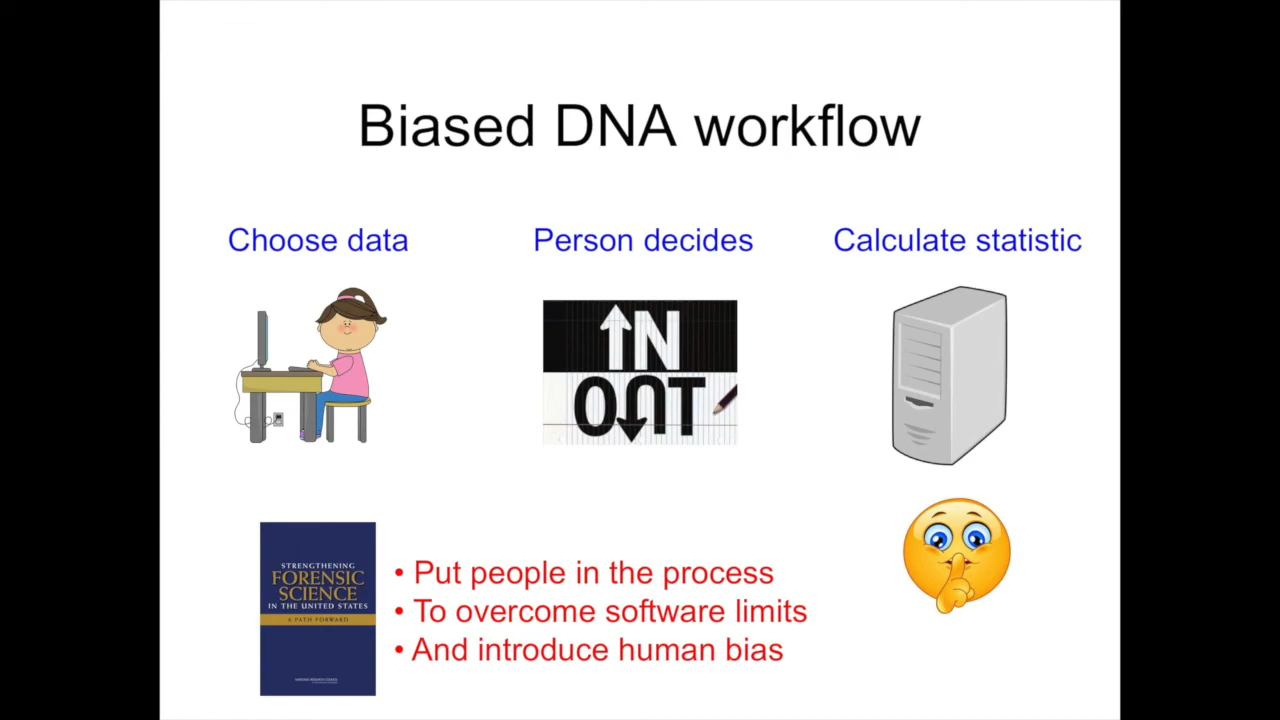 Biased DNA workflow
Choose data
Person decides
Calculate statistic
IN
OUT
STRENGTHENING
FORENSIC
SCIENCE
IN THE UNITED STATES
A PATH FORWARD
• Put people in the process
• To overcome software limits
• And introduce human bias